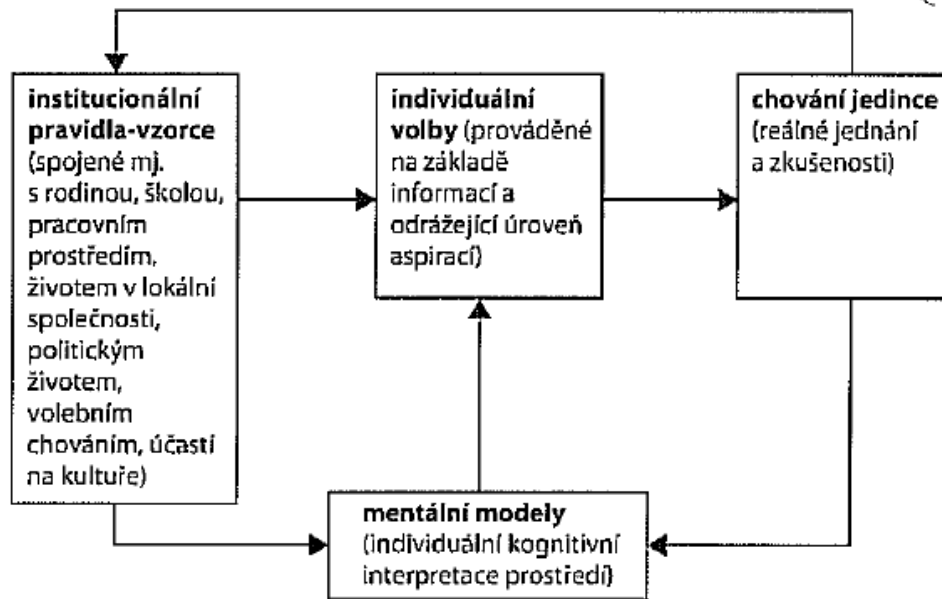 institucionální
pravidla-vzorce
(spojené mj.
s rodinou, školou,
pracovním
prostředím,
životem v lokální
společnosti,
politickým
životem,
volebním
chováním, účastí
na kultuře)
individuální
volby (prováděné
na základě
informací a
odrážející úroveň
aspirací)
chování jedince
(reálné jednání
a zkušenosti)
mentální modely
(individuální kognitivní
interpretace prostředí)